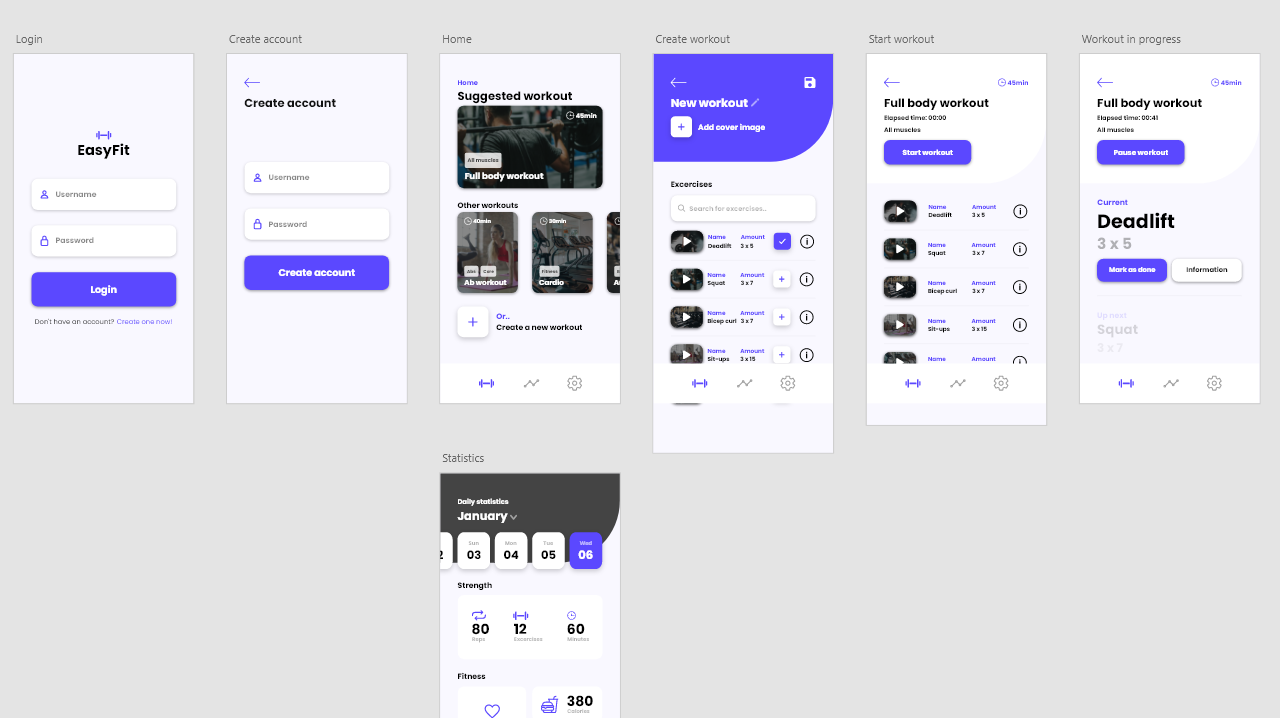 Login
EasyFit
Username
Password
Login
Don't have an account? Create one now!
Create account
Create account
Username
Password
Create account
Home
Home
Suggested workout
45min
All muscles
Full body workout
Other workouts
40min
Abs Core
Ab workout
30min
Fitness
Cardio
Or..
Create a new workout
Create workout
New workout
Add cover image
Excercises
Search for excercises..
Name Amount
Deadlift 3 x 5
Name Amount
Squat 3 x 7
Name Amount
Bicep curl 3 x 7
Name Amount
Sit-ups 3 x 15
Start workout
45min
Full body workout
Elapsed time: 00:00
All muscles
Start workout
Name Amount
Deadlift 3 x 5
Name Amount
Squat 3 x 7
Name Amount
Bicep curl 3 x 7
Name Amount
Sit-ups 3 x 15
Name Amount
Workout in progress
45min
Full body workout
Elapsed time: 00:41
All muscles
Pause workout
Current
Deadlift
3 x 5
Mark as done Information
Up next
Squat
3 x 7
Statistics
Daily statistics
January
2
Sun Mon Tue Wed
03 04 05 06
Strength
80 12 60
Reps Excercises Minutes
Fitness
380
Calories